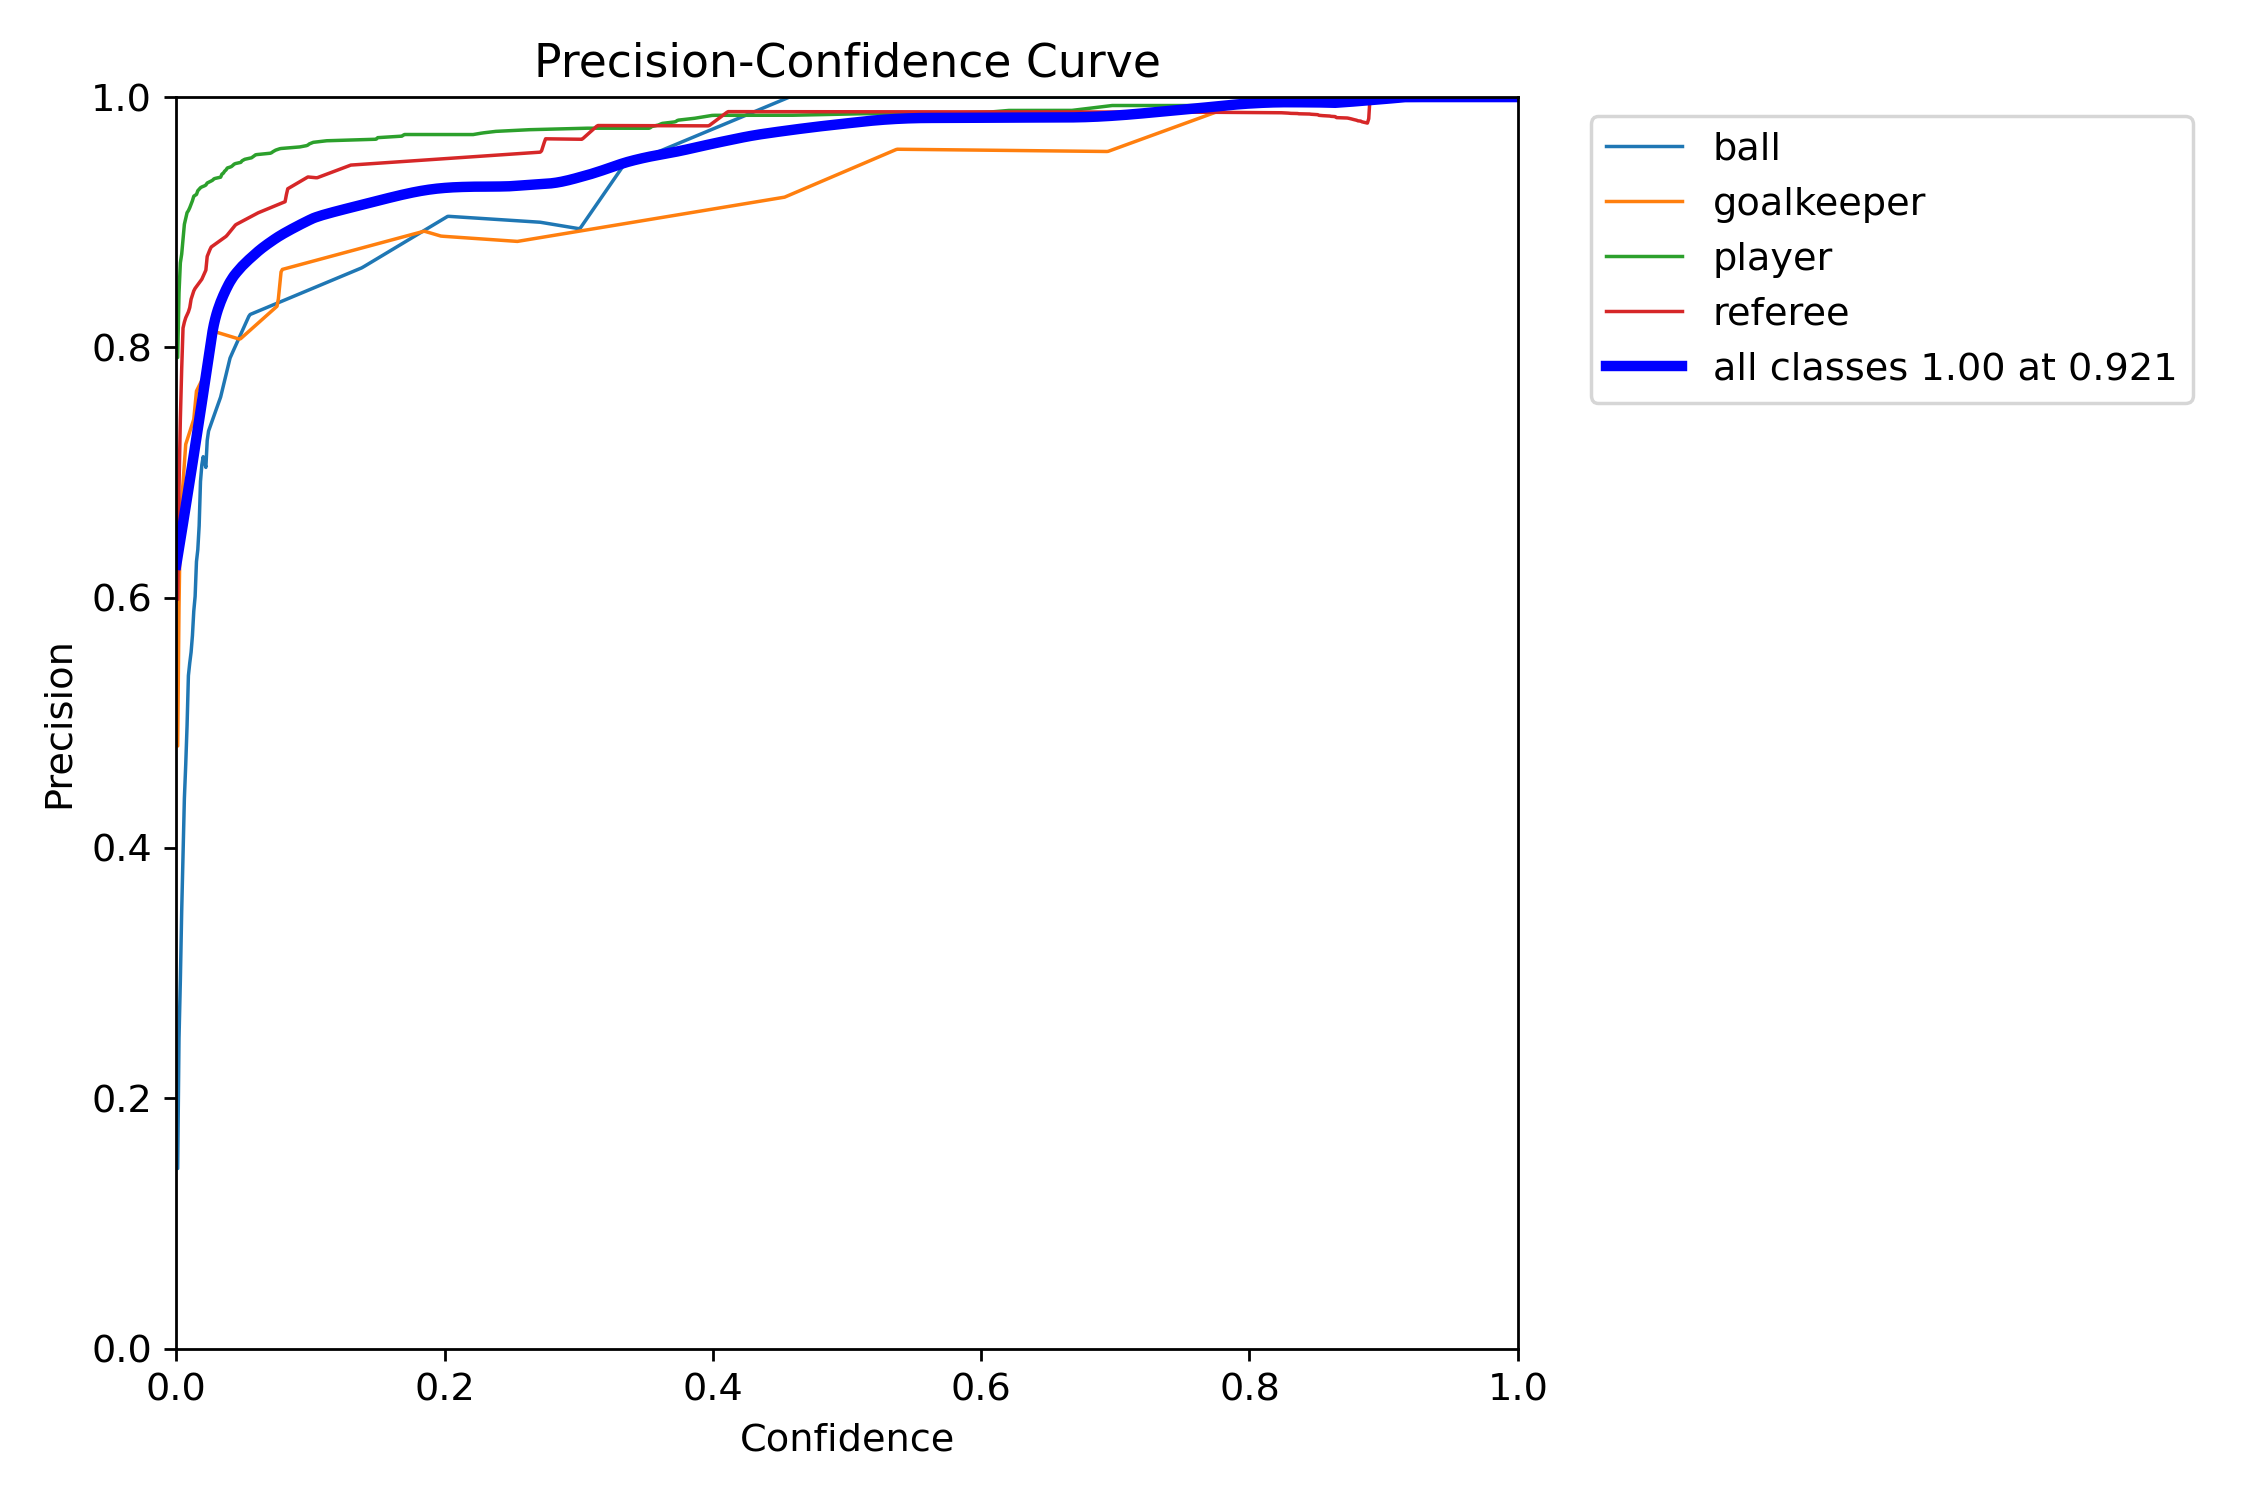 Precision-Confidence Curve
1.0
0.8
0.6
0.4
0.2
0.0
Precision
0.0 0.2 0.4 0.6 0.8 1.0
Confidence
ball
goalkeeper
player
referee
all classes 1.00 at 0.921